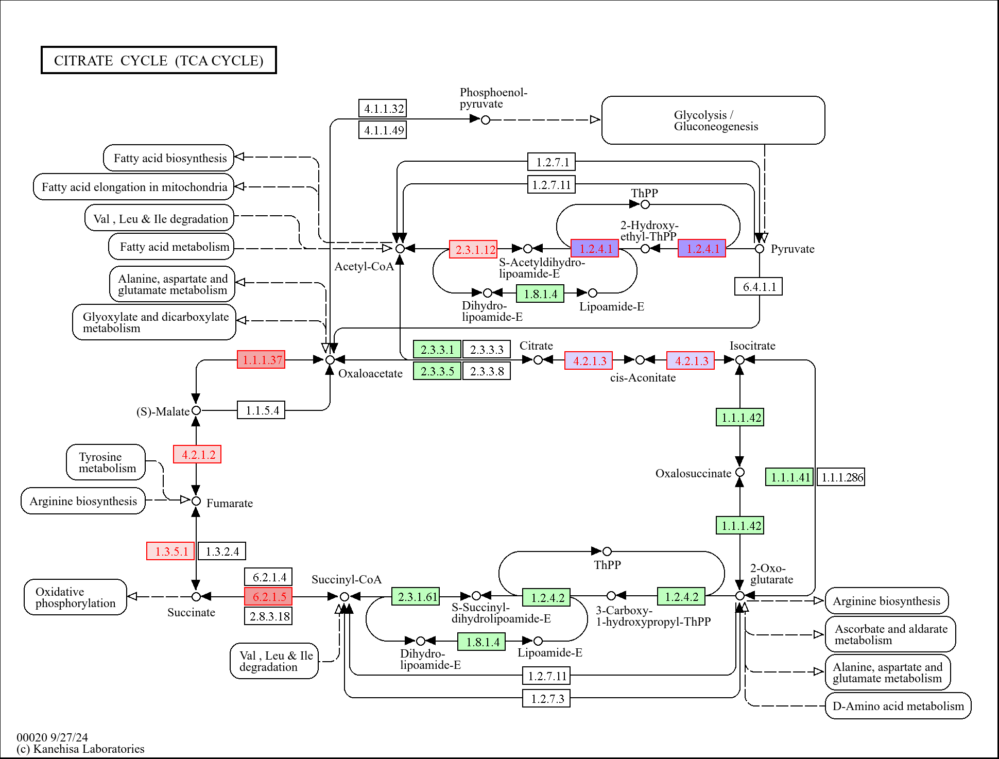 CITRATE CYCLE (TCA CYCLE)
Phosphoenol-
pyruvate
4.1.1.32
4.1.1.49
Glycolysis /
Gluconeogenesis
Fatty acid biosynthesis
1.2.7.1
Fatty acid elongation in mitochondria
1.2.7.11
ThPP
Val , Leu & Ile degradation
2-Hydroxy-
ethyl-ThPP
Fatty acid metabolism
2.3.1.12
1.2.4.1
1.2.4.1
Pyruvate
Acetyl-CoA
S-Acetyldihydro-
lipoamide-E
Alanine, aspartate and
glutamate metabolism
6.4.1.1
1.8.1.4
Dihydro-
lipoamide-E
Lipoamide-E
Glyoxylate and dicarboxylate
metabolism
2.3.3.1
2.3.3.3
Citrate
Isocitrate
1.1.1.37
4.2.1.3
4.2.1.3
Oxaloacetate
2.3.3.5
2.3.3.8
cis-Aconitate
(S)-Malate
1.1.5.4
1.1.1.42
4.2.1.2
Tyrosine
metabolism
Oxalosuccinate
1.1.1.41
1.1.1.286
Arginine biosynthesis
Fumarate
1.1.1.42
1.3.5.1
1.3.2.4
ThPP
2-Oxo-
glutarate
6.2.1.4
Succinyl-CoA
Oxidative
phosphorylation
6.2.1.5
2.3.1.61
1.2.4.2
1.2.4.2
Arginine biosynthesis
Succinate
2.8.3.18
S-Succinyl-
dihydrolipoamide-E
3-Carboxy-
1-hydroxypropyl-ThPP
Ascorbate and aldarate
metabolism
1.8.1.4
Val , Leu & Ile
degradation
Dihydro-
lipoamide-E
Lipoamide-E
Alanine, aspartate and
glutamate metabolism
1.2.7.11
1.2.7.3
D-Amino acid metabolism
00020 9/27/24
(c) Kanehisa Laboratories